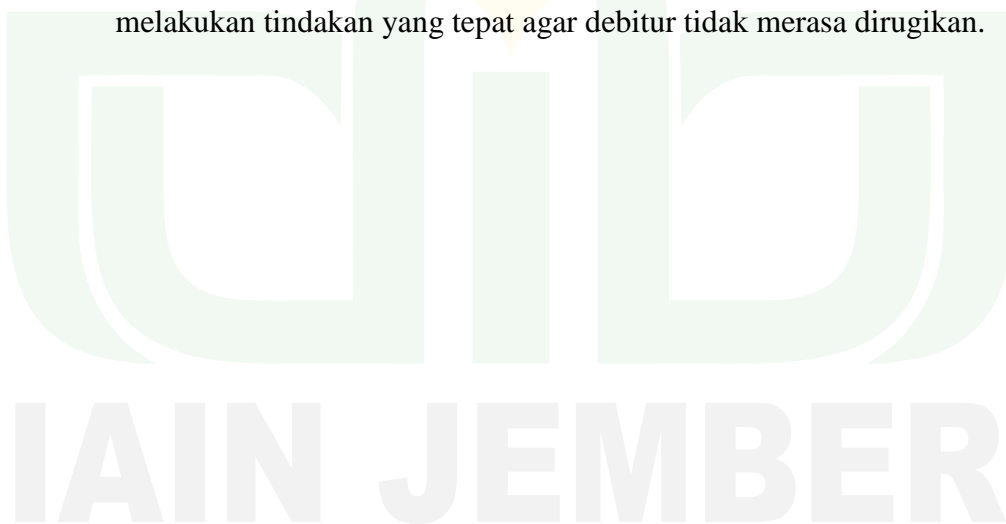 melakukan tindakan yang tepat agar debitur tidak merasa dirugikan.
IAIN JEMBER